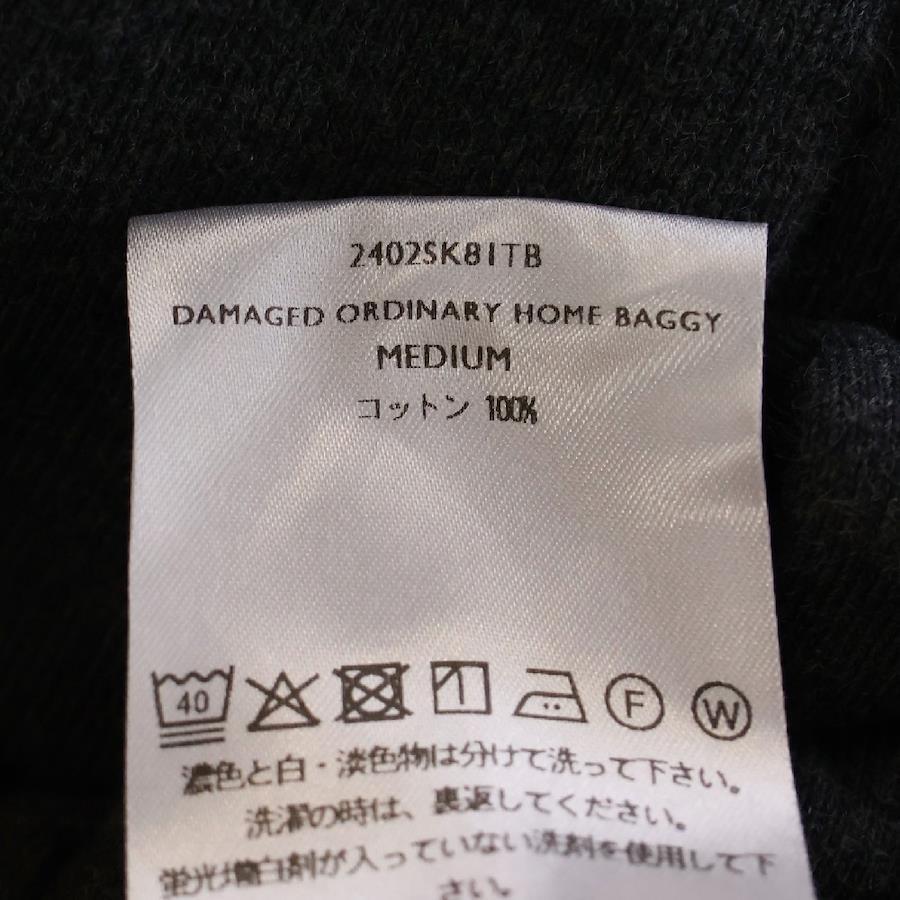 2402SK81TB
DAMAGED ORDINARY HOME BAGGY
MEDIUM
コットン 100%
40 F W
濃色と白・淡色物は分けて洗って下さい。
洗濯の時は、裏返してください。
蛍光増白剤が入っていない洗剤を使用して下
さい。